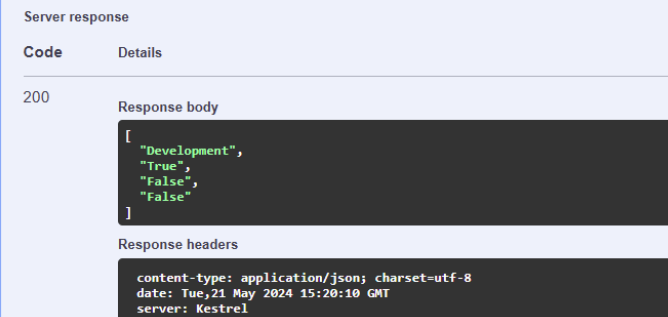 Server response
Code Details
200
Response body
[
"Development",
"True",
"False",
"False"
]
Response headers
content-type: application/json; charset=utf-8
date: Tue,21 May 2024 15:20:10 GMT
server: Kestrel